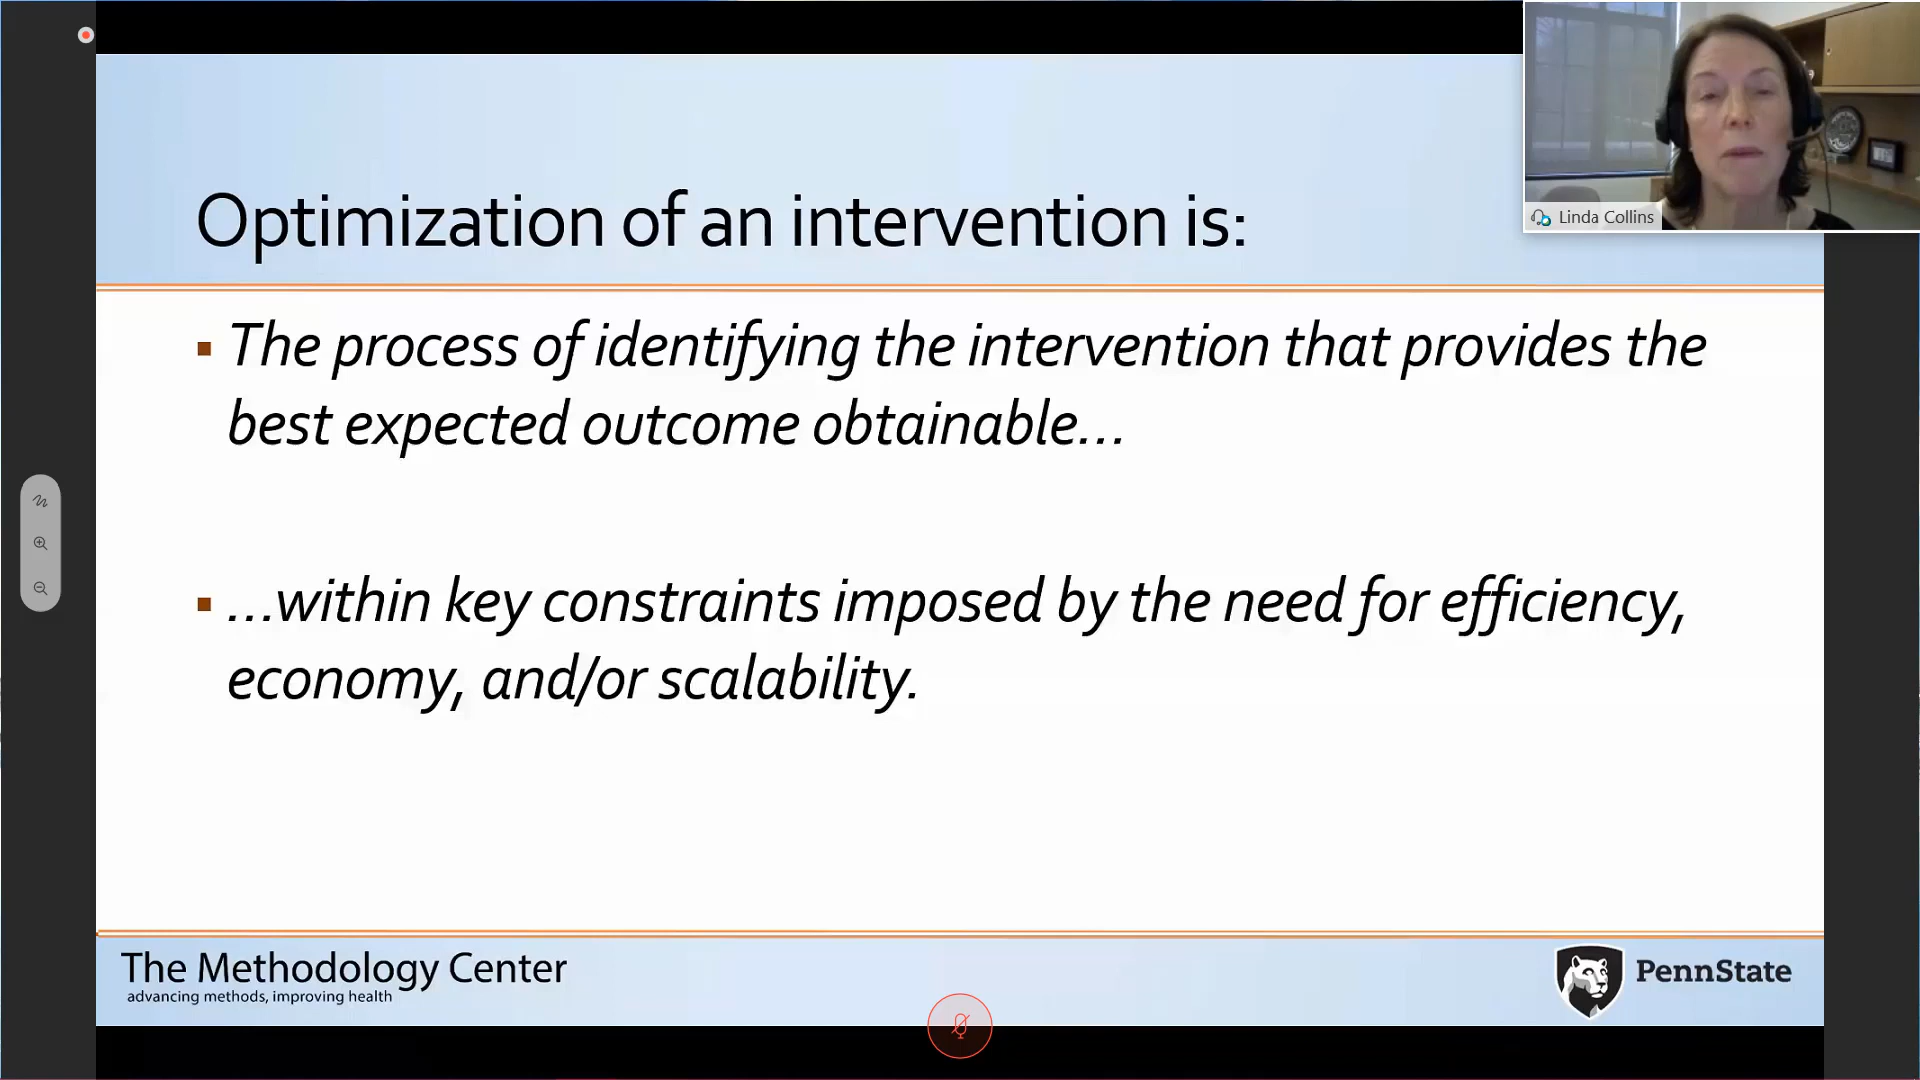 Linda Collins
Optimization of an intervention is:
▪ The process of identifying the intervention that provides the
best expected outcome obtainable...
▪ ...within key constraints imposed by the need for efficiency,
economy, and/or scalability.
The Methodology Center
advancing methods, improving health
PennState